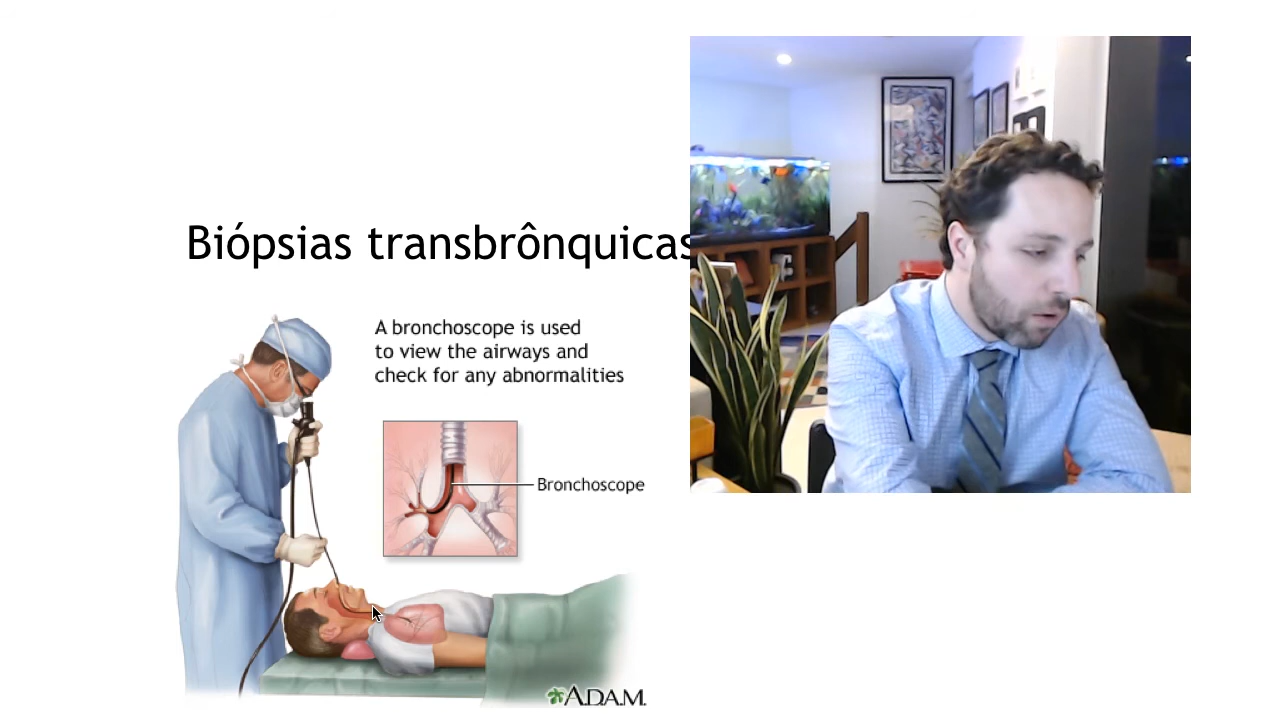 Biópsias transbrônquicas
A bronchoscope is used
to view the airways and
check for any abnormalities
Bronchoscope
A.D.A.M.